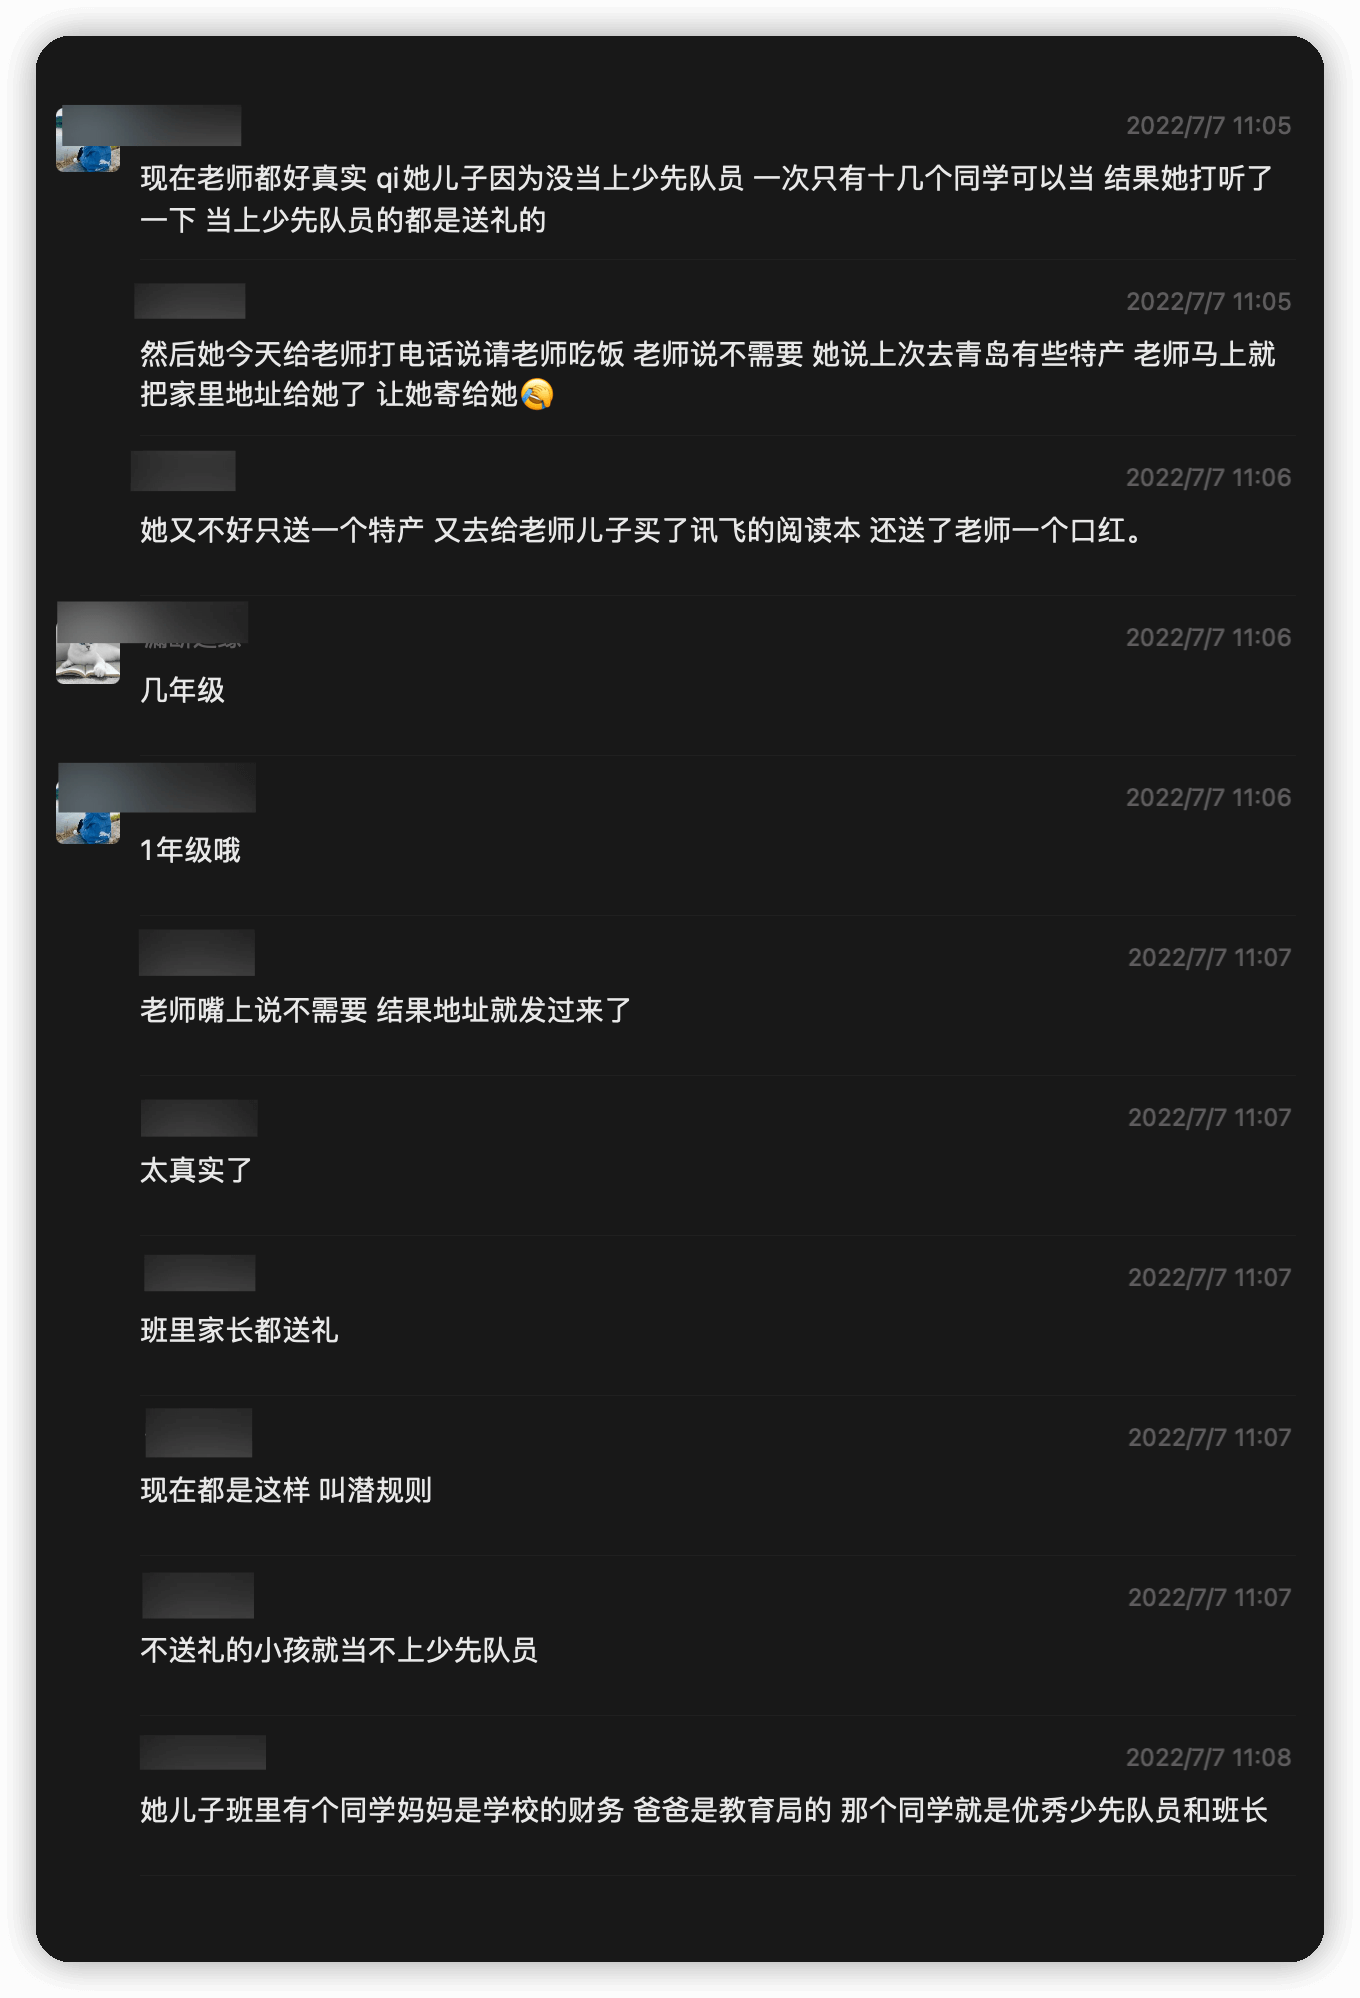 2022/7/7 11:05
现在老师都好真实 qi她儿子因为没当上少先队员 一次只有十几个同学可以当 结果她打听了
一下 当上少先队员的都是送礼的
2022/7/7 11:05
然后她今天给老师打电话说请老师吃饭 老师说不需要 她说上次去青岛有些特产 老师马上就
把家里地址给她了 让她寄给她🤣
2022/7/7 11:06
她又不好只送一个特产 又去给老师儿子买了讯飞的阅读本 还送了老师一个口红。
2022/7/7 11:06
几年级
2022/7/7 11:06
1年级哦
2022/7/7 11:07
老师嘴上说不需要 结果地址就发过来了
2022/7/7 11:07
太真实了
2022/7/7 11:07
班里家长都送礼
2022/7/7 11:07
现在都是这样 叫潜规则
2022/7/7 11:07
不送礼的小孩就当不上少先队员
2022/7/7 11:08
她儿子班里有个同学妈妈是学校的财务 爸爸是教育局的 那个同学就是优秀少先队员和班长